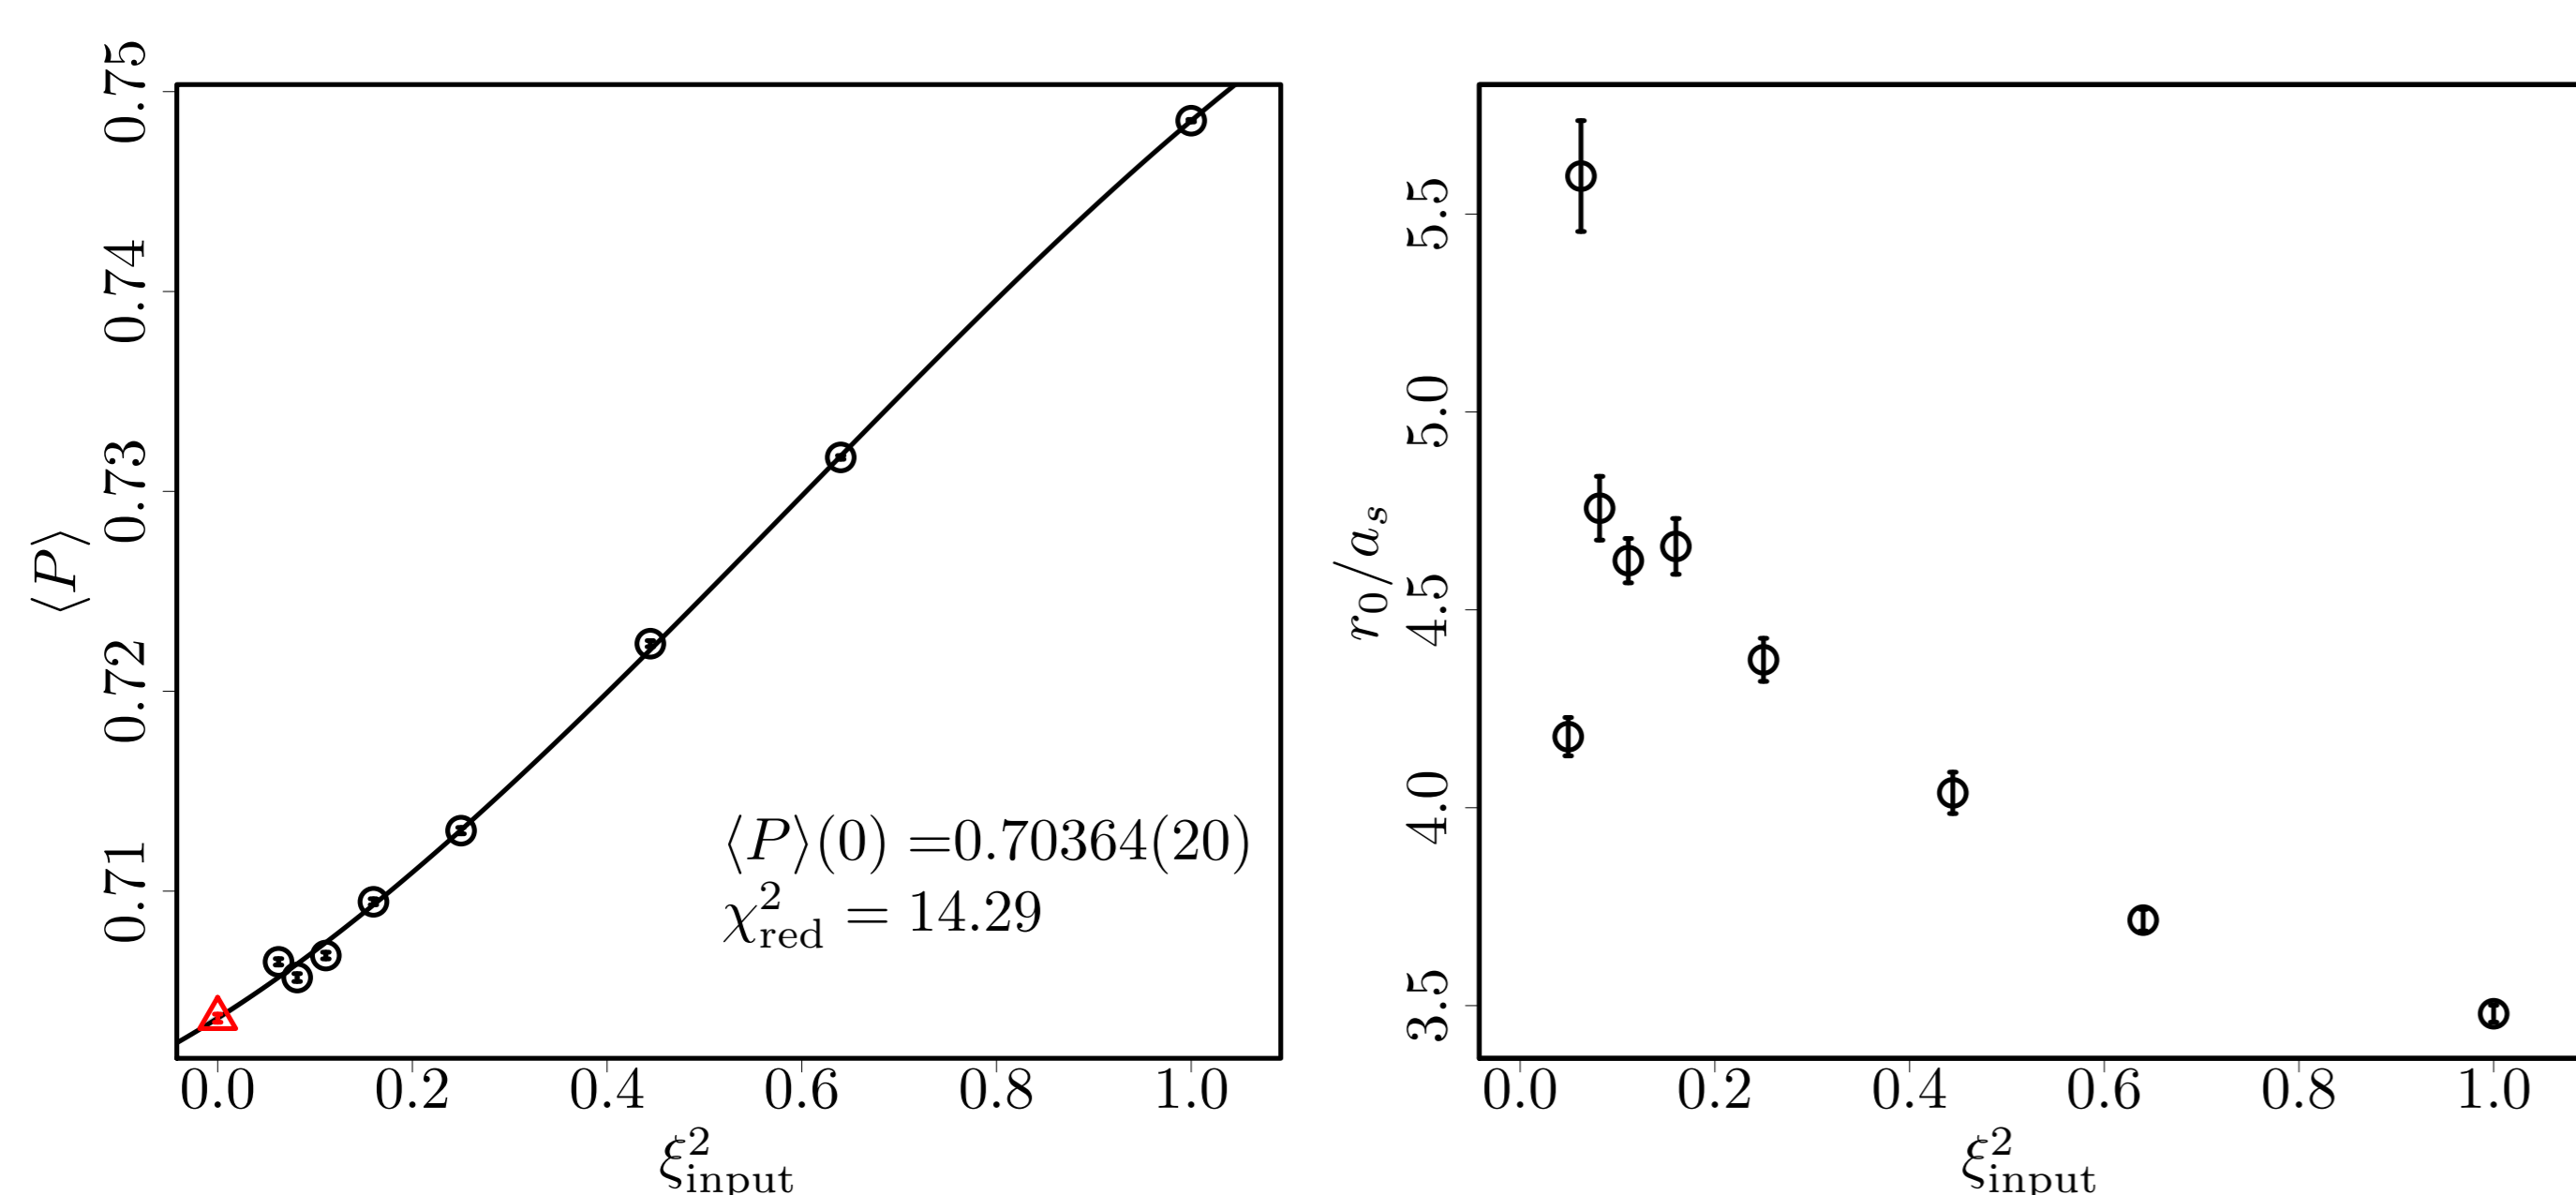 0.75
0.74
0.73
0.72
0.71
⟨P⟩
⟨P⟩(0) =0.70364(20)
χ²red = 14.29
0.0 0.2 0.4 0.6 0.8 1.0
ξ²input
5.5
5.0
4.5
4.0
3.5
r₀/aₛ
0.0 0.2 0.4 0.6 0.8 1.0
ξ²input